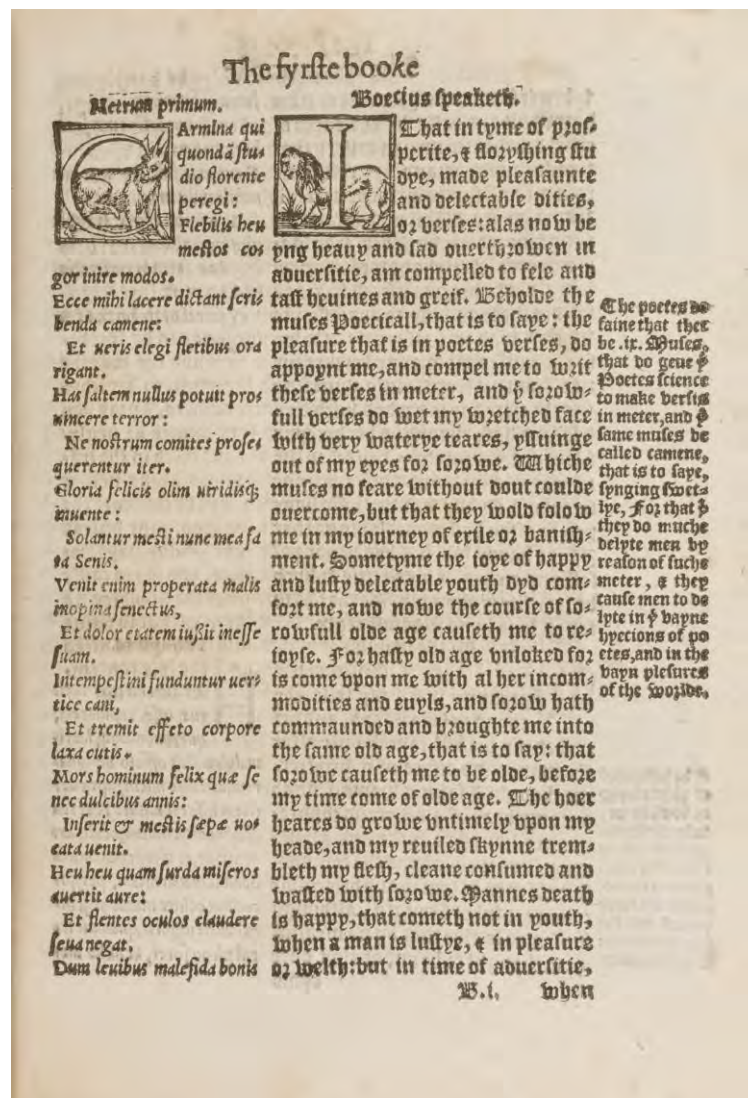 The fyrste booke
Metrum primum.
CArmina qui
quondã stu⸗
dio florente
peregi:
Flebilis heu
mestos co⸗
gor inire modos.
Ecce mihi lacere dictant scri⸗
benda camene:
Et ueris elegi fletibus ora
rigant.
Has saltem nullus potuit pro⸗
uincere terror:
Ne nostrum comites prose⸗
querentur iter.
Gloria felicis olim uiridisq;
iuuente:
Solantur mesti nunc mea fa
ta Senis.
Venit enim properata malis
inopina senectus,
Et dolor etatem iußit inesse
suam.
Intempestini funduntur uer⸗
tice cani,
Et tremit effeto corpore
laxa cutis.
Mors hominum felix quæ se
nec dulcibus annis:
Inserit & mestis sæpæ uo⸗
cata uenit.
Heu heu quam surda miseros
auertit aure:
Et flentes oculos claudere
seua negat.
Dum leuibus malefida bonis
Boecius speaketh.
I That in tyme of pros⸗
perite, & floryshing stu
dye, made pleasaunte
and delectable dities,
or verses: alas now be
yng heauy and sad ouerthrowen in
aduersitie, am compelled to fele and
tast heuines and greif. Beholde the
muses Poeticall, that is to saye: the
pleasure that is in poetes verses, do
appoynt me, and compel me to writ
these verses in meter, and þͤ sorow⸗
full verses do wet my wretched face
with very waterye teares, yssuinge
out of my eyes for sorowe. Whiche
muses no feare without dout coulde
ouercome, but that they wold folow
me in my iourney of exile or banish⸗
ment. Sometyme the ioye of happy
and lusty delectable youth dyd com⸗
fort me, and nowe the course of so⸗
rowfull olde age causeth me to re⸗
ioyse. For hasty old age vnloked for
is come vpon me with al her incom⸗
modities and euyls, and sorow hath
commaunded and broughte me into
the same old age, that is to say: that
sorowe causeth me to be olde, before
my time come of olde age. The hoer
heares do growe vntimely vpon my
heade, and my reuiled skynne trem⸗
bleth my flesh, cleane consumed and
wasted with sorowe. Mannes death
is happy, that cometh not in youth,
when a man is lustye, & in pleasure
or welth: but in time of aduersitie,
B.i. when
The poetes do
faine that ther
be .ix. Muses,
that do geue þͤ
Poetes science
to make versis
in meter, and þͤ
same muses be
called camene,
that is to saye,
synging swet⸗
lye, For that þͤ
they do muche
delyte men by
reason of suche
meter, & they
cause men to de
lyte in þͤ vayne
hyecions of po
etes, and in the
vayn plesures
of the worlde.